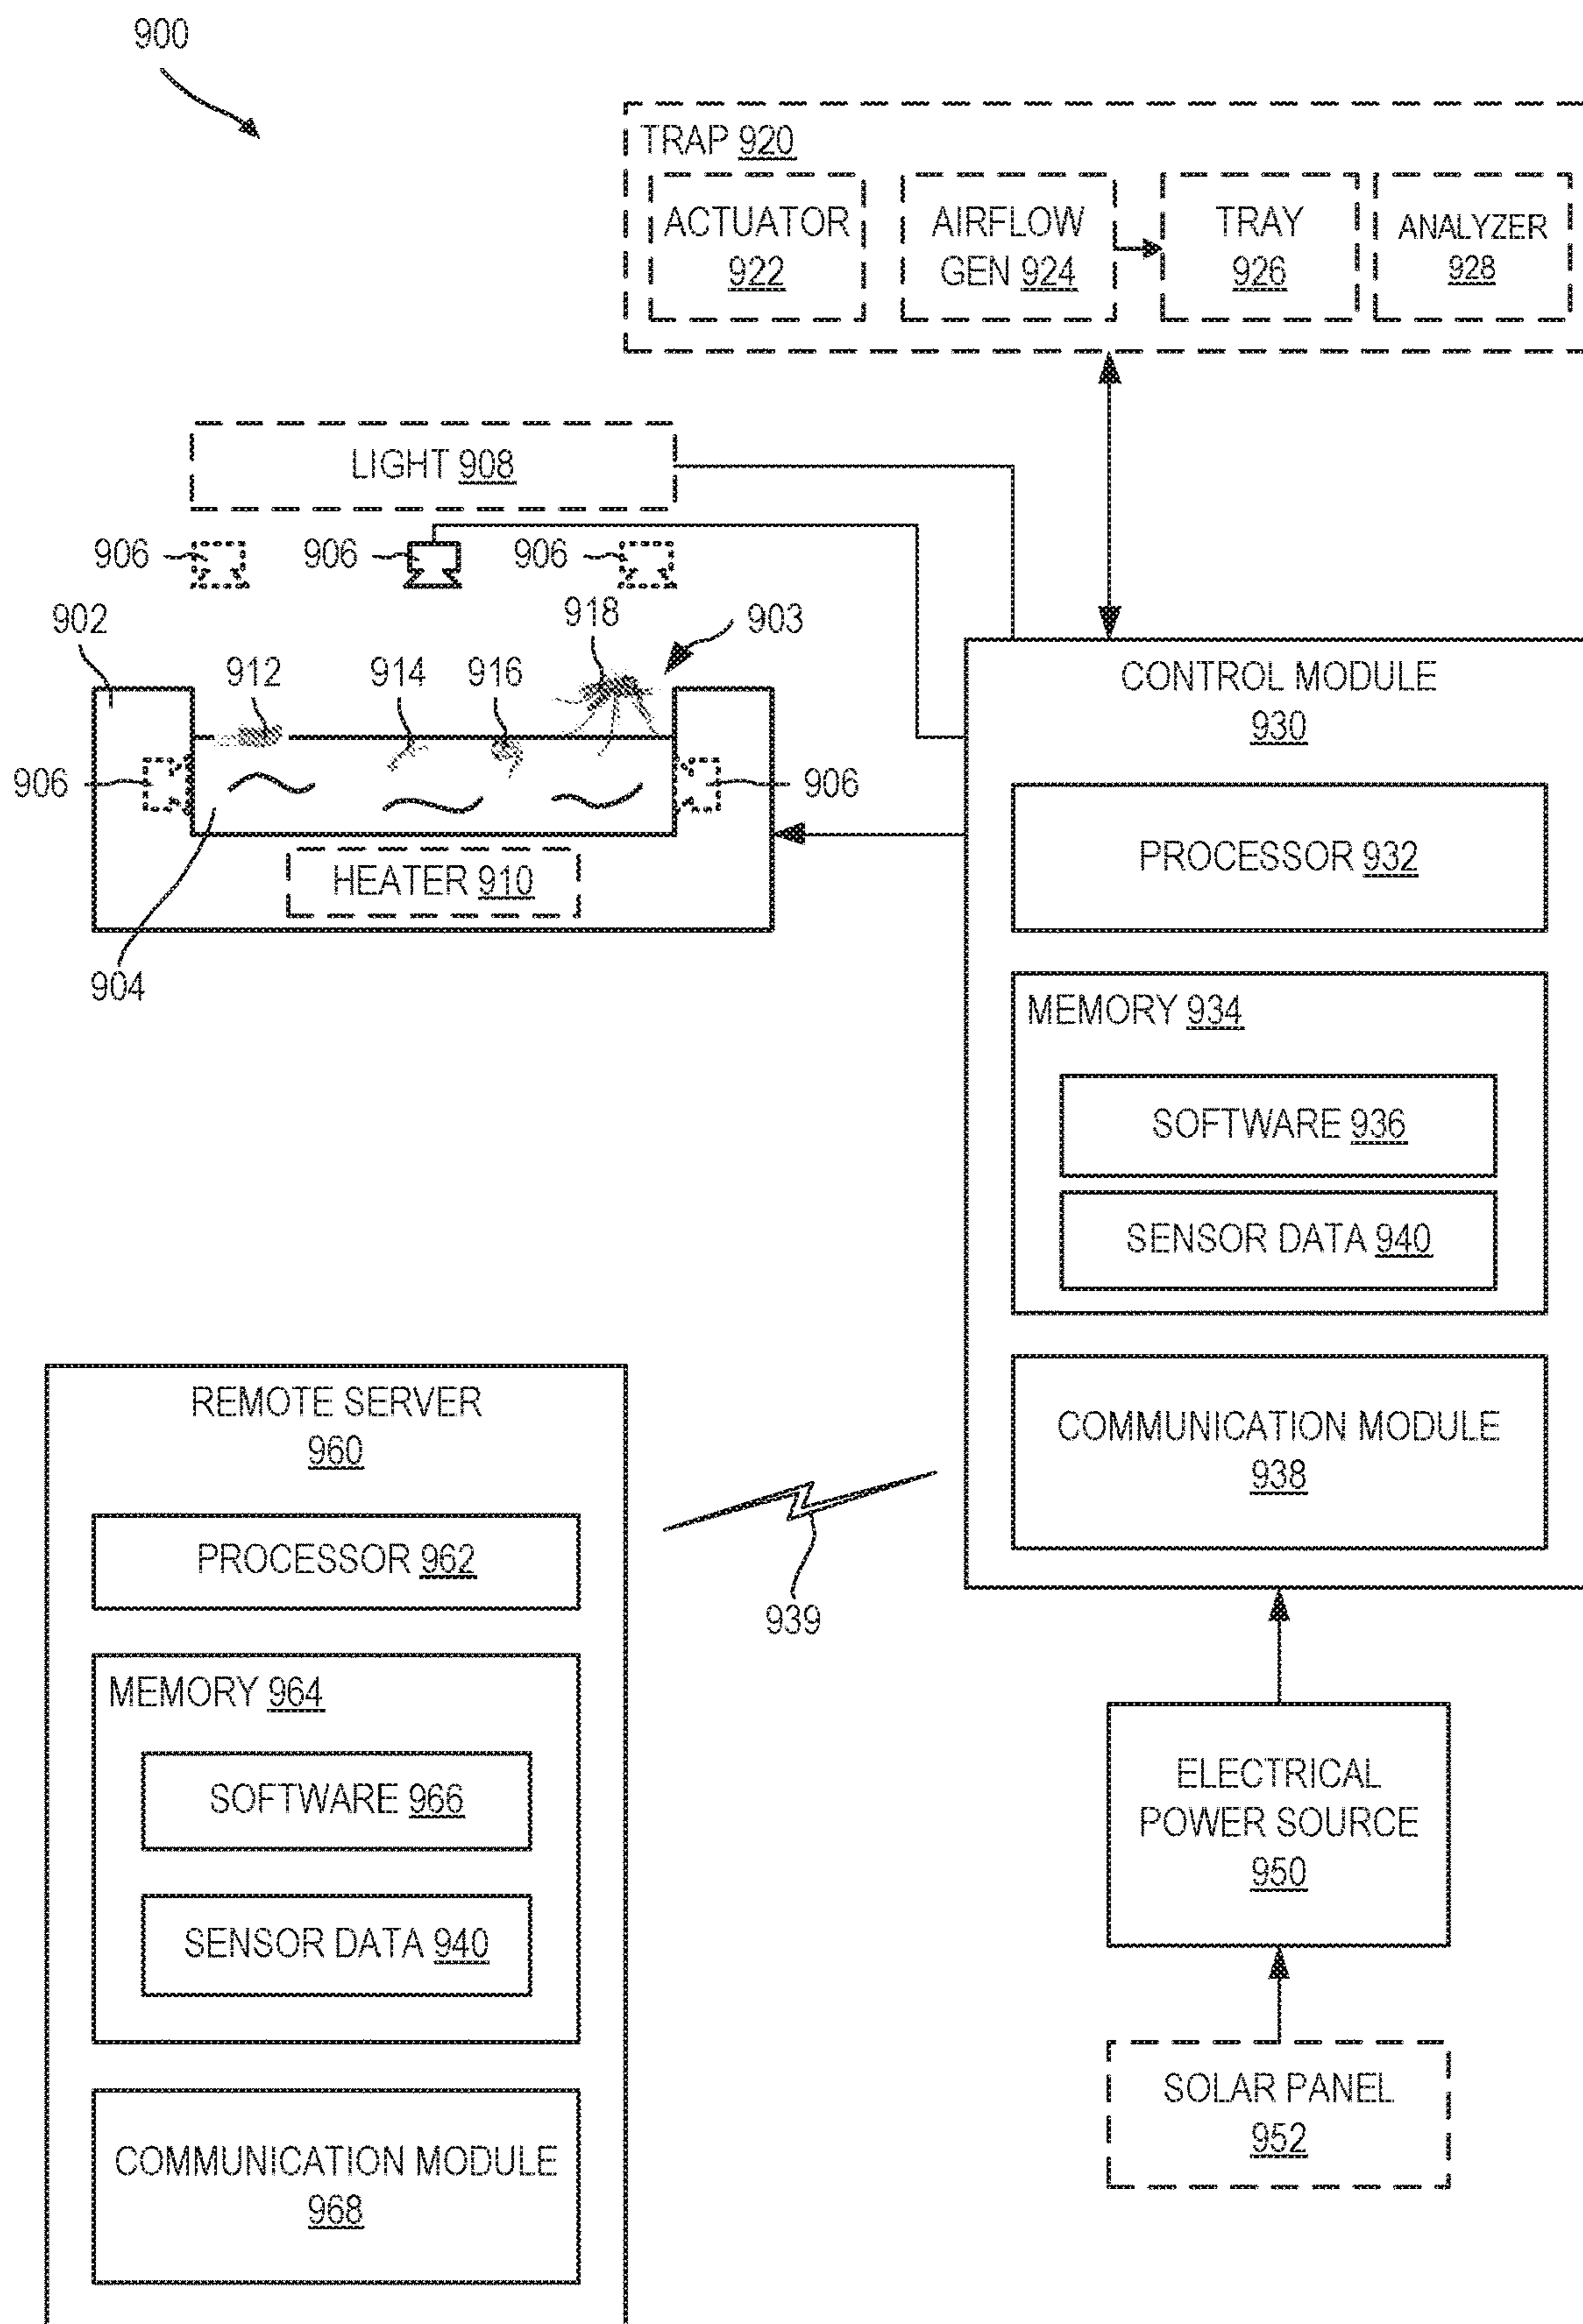 900
TRAP 920
ACTUATOR
922
AIRFLOW
GEN 924
TRAY
926
ANALYZER
928
LIGHT 908
906
906
906
902
918
903
912
914
916
906
906
HEATER 910
904
CONTROL MODULE
930
PROCESSOR 932
MEMORY 934
SOFTWARE 936
SENSOR DATA 940
COMMUNICATION MODULE
938
939
REMOTE SERVER
960
PROCESSOR 962
MEMORY 964
SOFTWARE 966
SENSOR DATA 940
COMMUNICATION MODULE
968
ELECTRICAL
POWER SOURCE
950
SOLAR PANEL
952